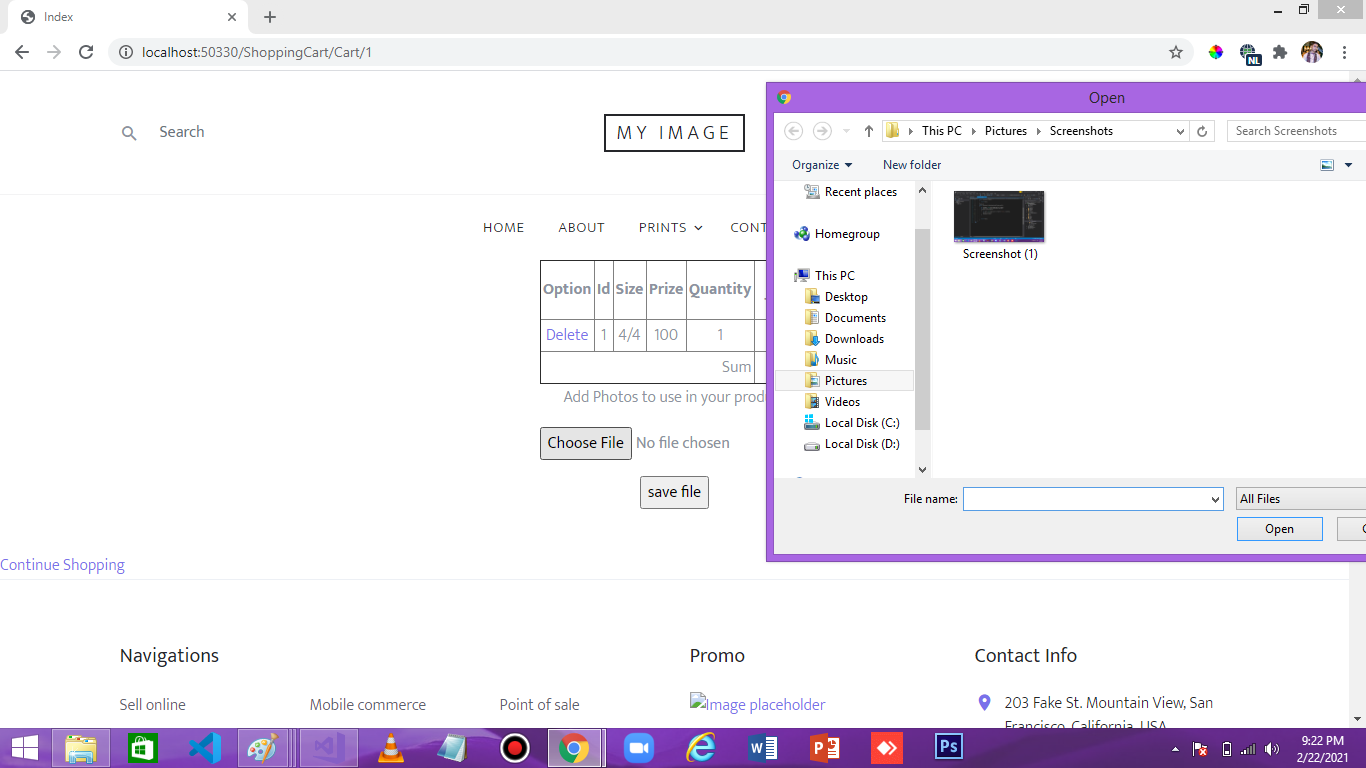 Index
localhost:50330/ShoppingCart/Cart/1
NL
Search
MY IMAGE
HOME ABOUT PRINTS CONT
Option Id Size Prize Quantity
Delete 1 4/4 100 1
Sum
Add Photos to use in your produ
Choose File No file chosen
save file
Continue Shopping
Open
This PC Pictures Screenshots
Search Screenshots
Organize New folder
Recent places
Homegroup
This PC
Desktop
Documents
Downloads
Music
Pictures
Videos
Local Disk (C:)
Local Disk (D:)
Screenshot (1)
File name: All Files
Open
Navigations Promo Contact Info
Sell online Mobile commerce Point of sale Image placeholder 203 Fake St. Mountain View, San
Francisco, California, USA
Ps
9:22 PM
2/22/2021